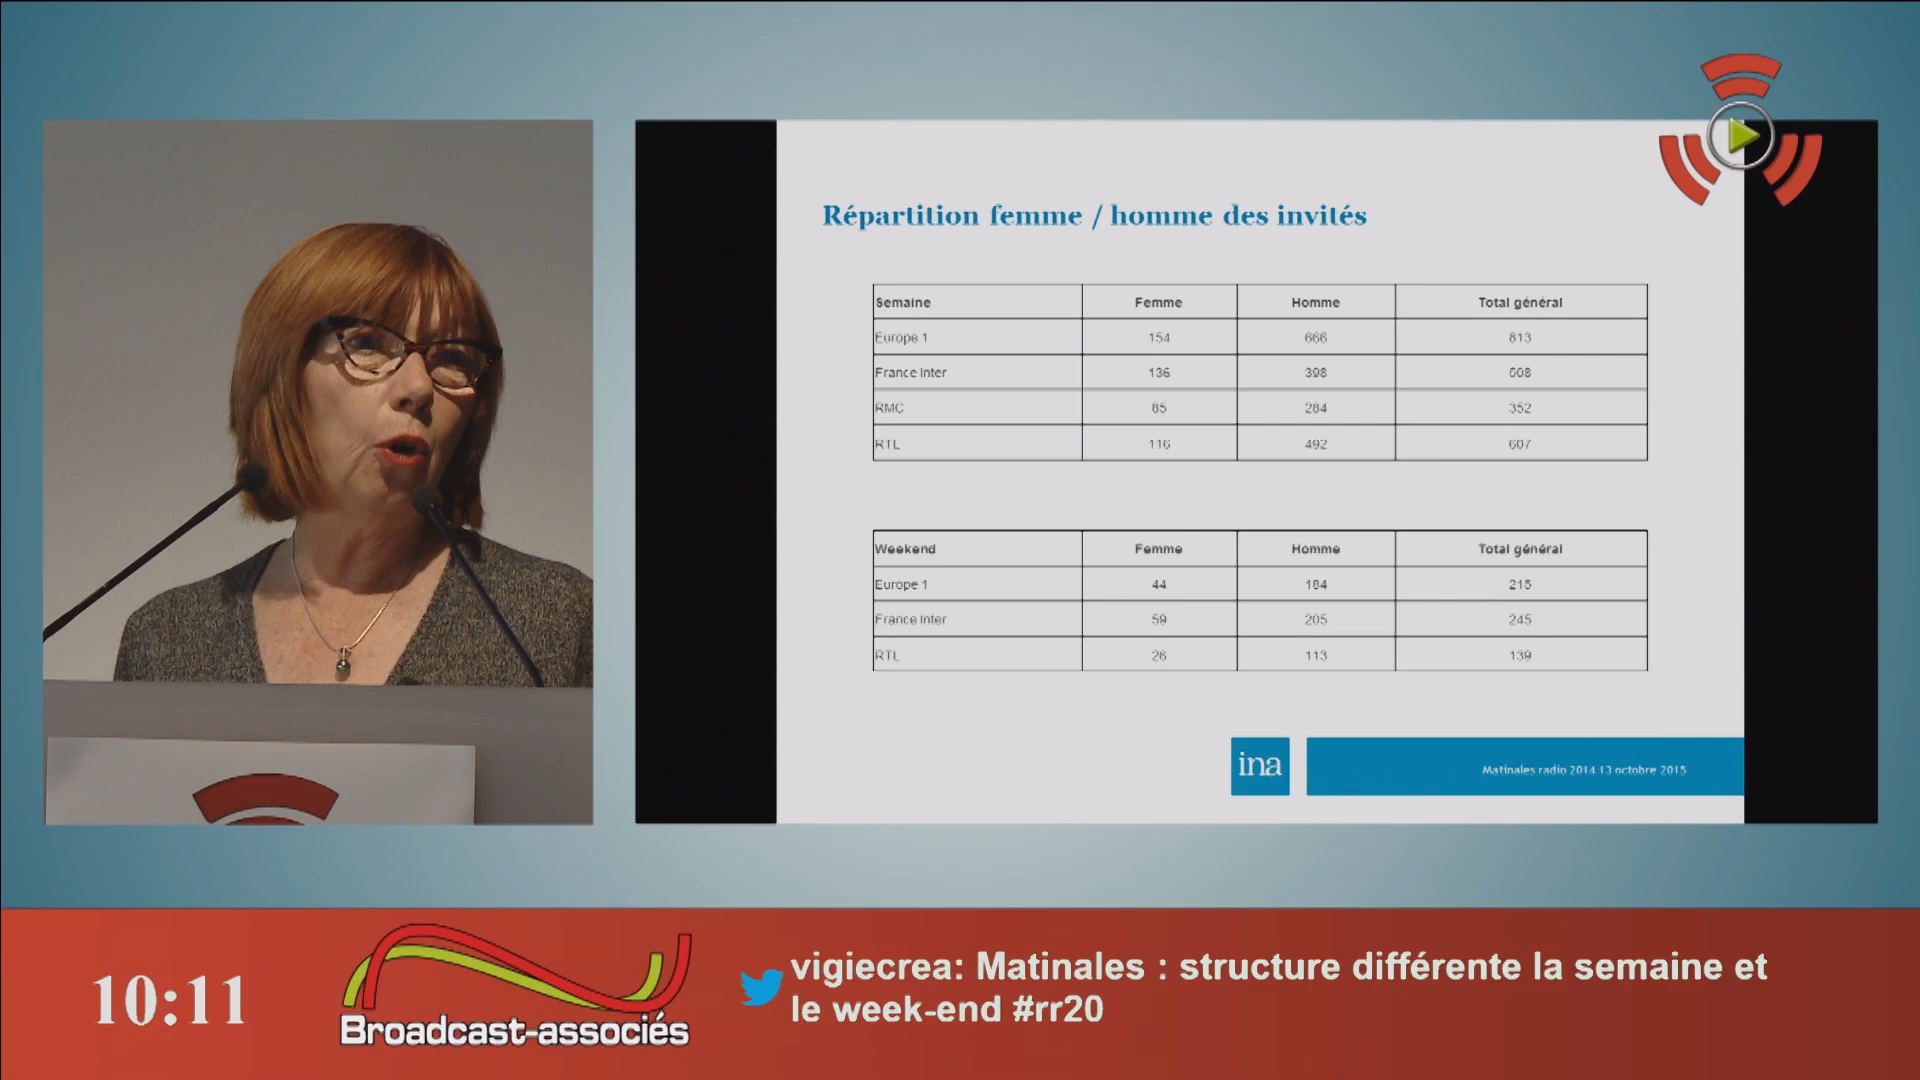 Répartition femme / homme des invités
Semaine Femme Homme Total général
Europe 1 154 666 813
France Inter 136 398 508
RMC 85 284 352
RTL 116 492 607
Weekend Femme Homme Total général
Europe 1 44 184 215
France Inter 59 205 245
RTL 26 113 139
ina
Matinales radio 2014 13 octobre 2015
10:11
Broadcast-associés
vigiecrea: Matinales : structure différente la semaine et
le week-end #rr20